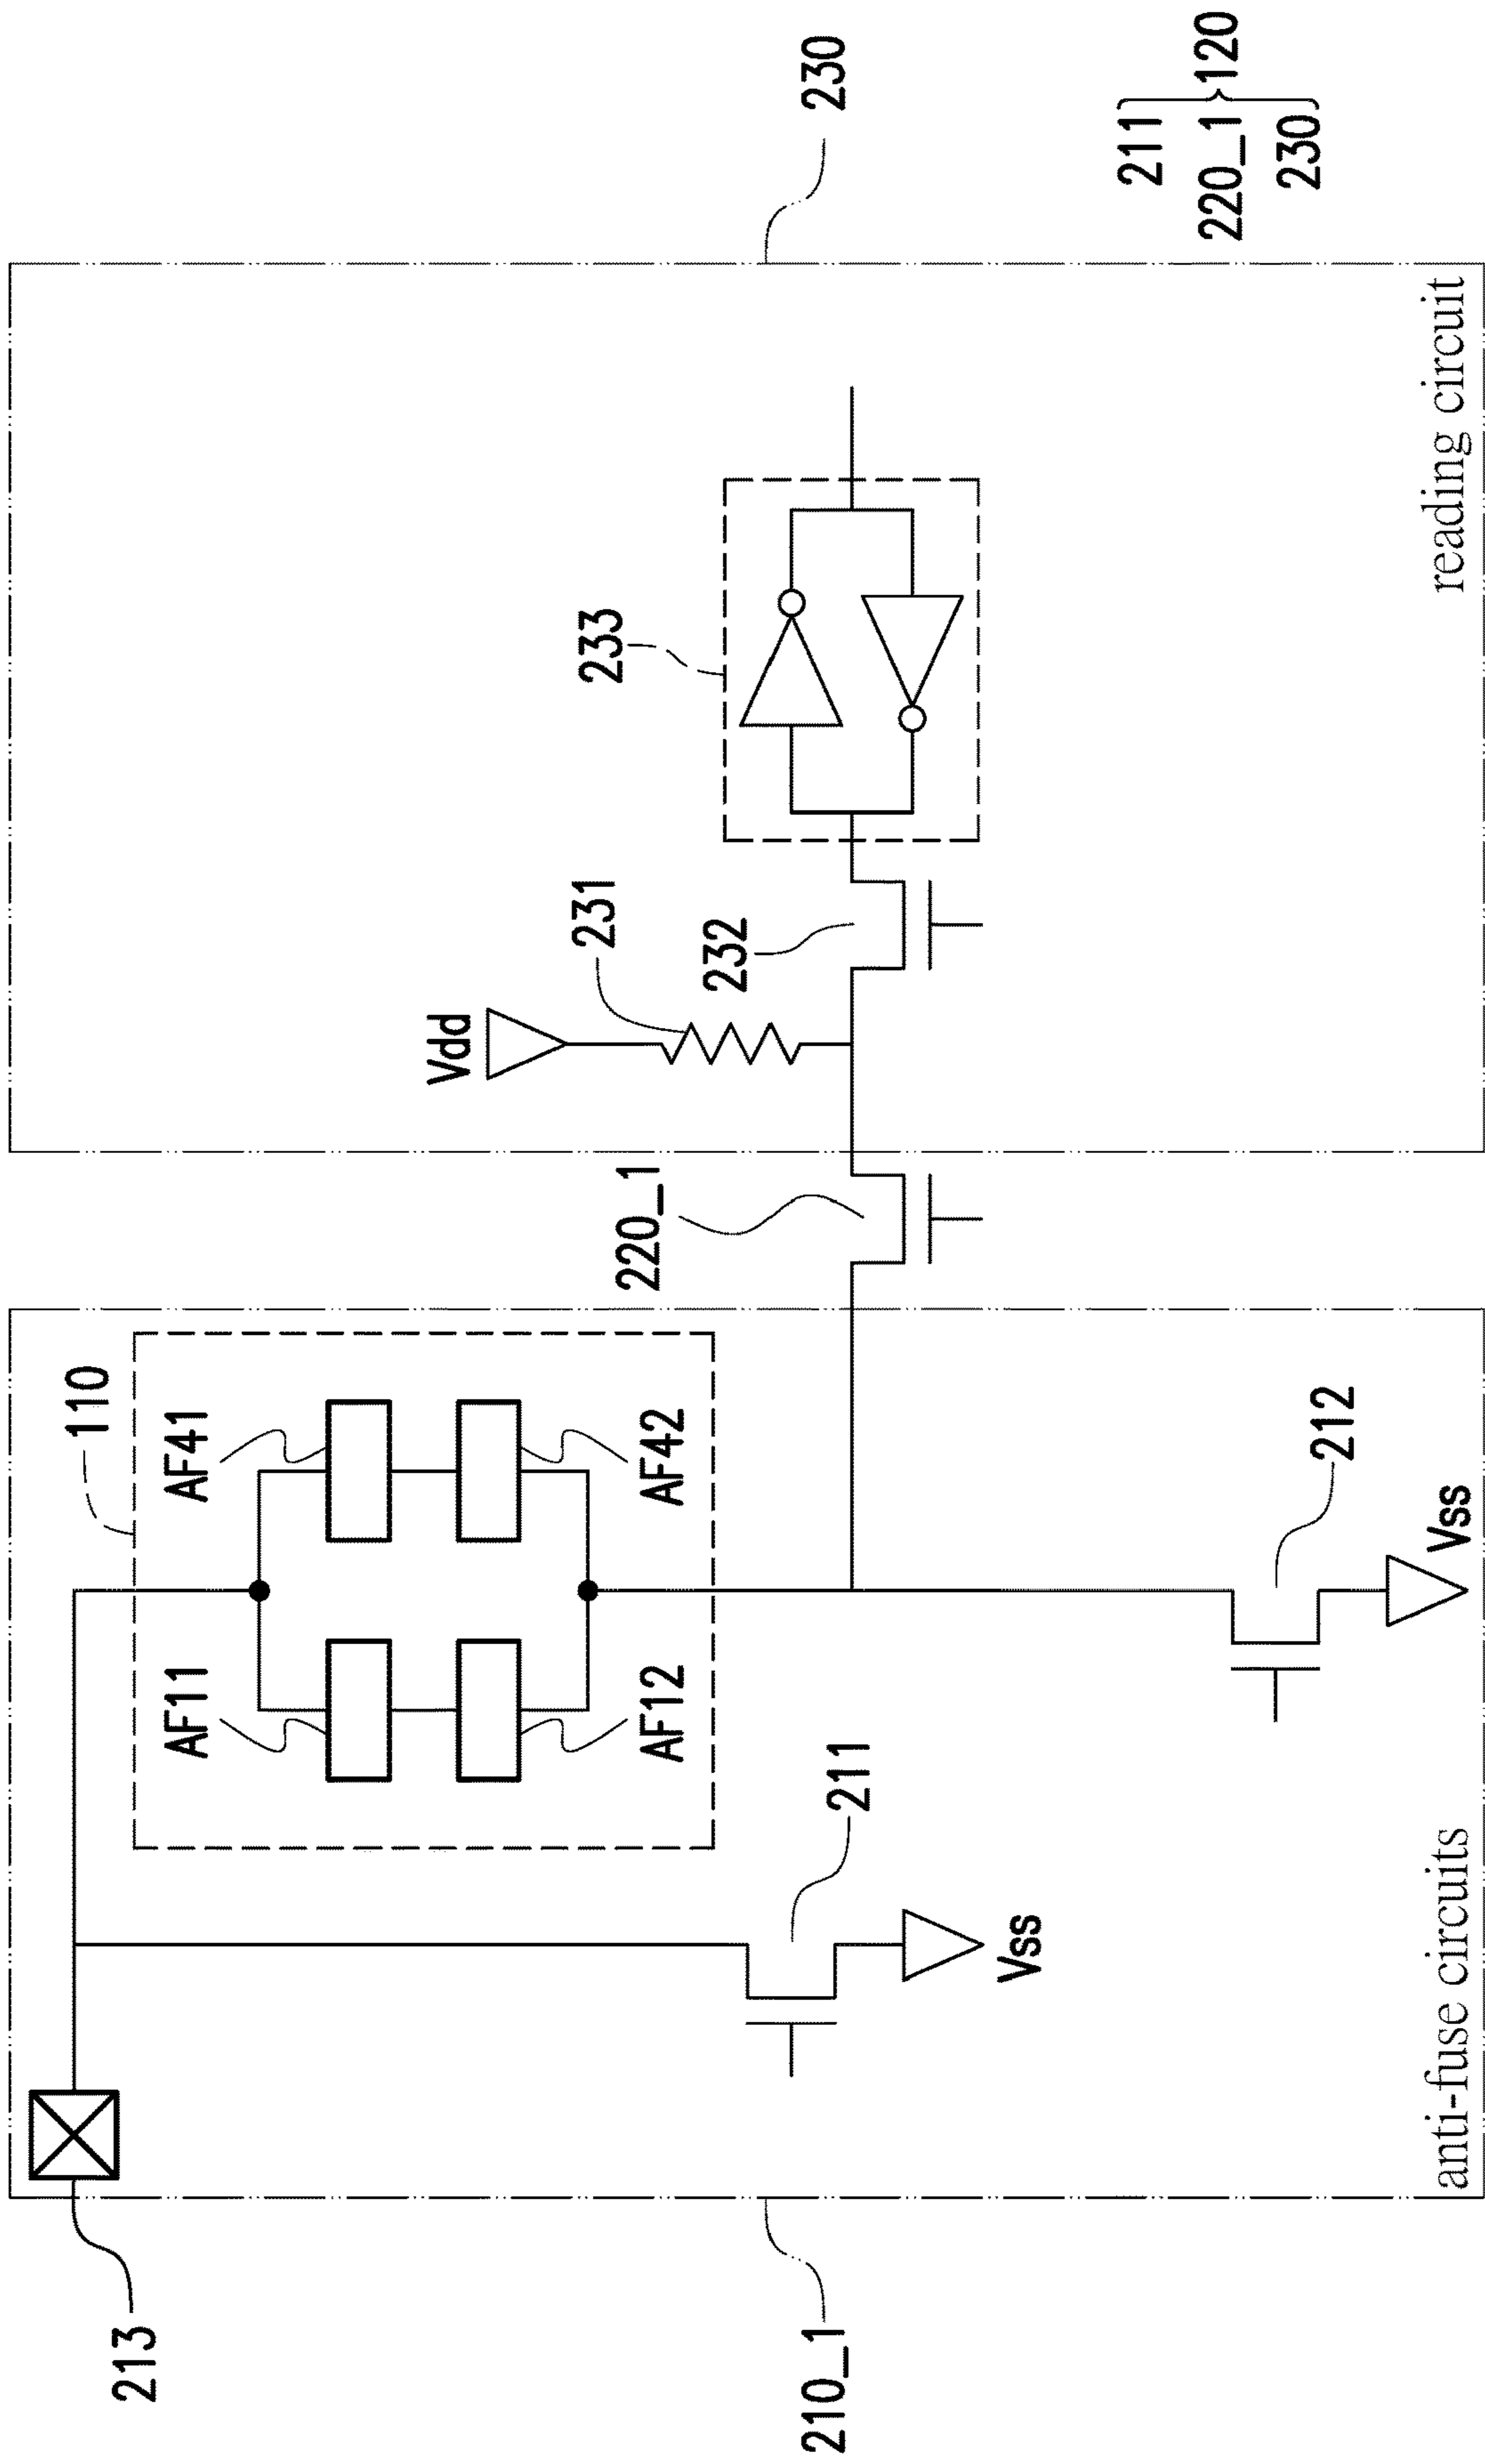 213
210_1
anti-fuse circuits
211
Vss
110
AF11
AF41
AF12
AF42
212
Vss
220_1
230
Vdd
231
232
233
reading circuit
211
220_1
230
120